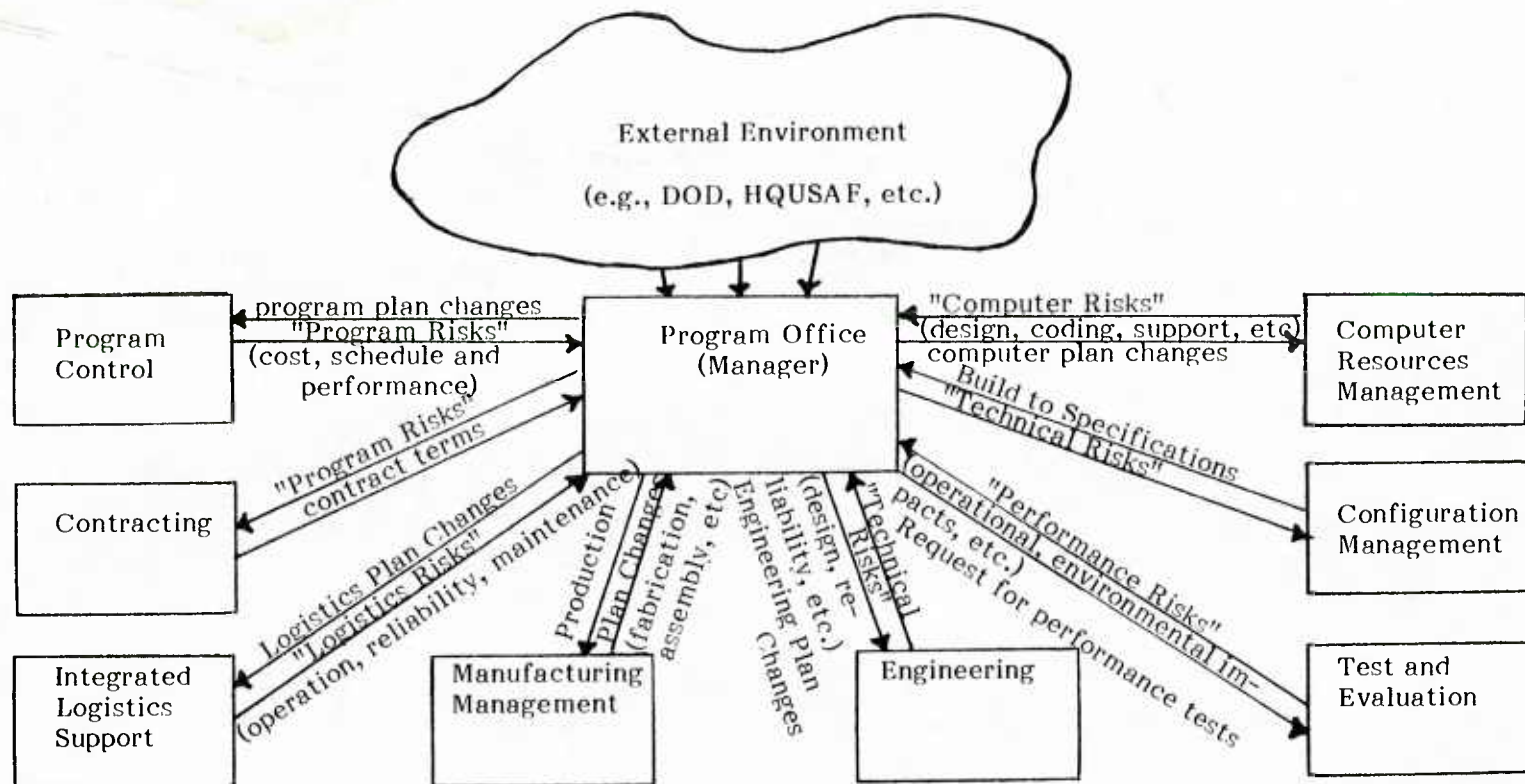 External Environment
(e.g., DOD, HQUSAF, etc.)
Program
Control
program plan changes
"Program Risks"
(cost, schedule and
performance)
Program Office
(Manager)
"Computer Risks"
(design, coding, support, etc)
computer plan changes
Computer
Resources
Management
"Program Risks"
contract terms
Contracting
Build to Specifications
"Technical Risks"
Configuration
Management
Logistics Plan Changes
"Logistics Risks"
(operation, reliability, maintenance)
Integrated
Logistics
Support
Production
Plan Changes
(fabrication,
assembly, etc)
Manufacturing
Management
"Technical
Risks"
(design, re-
liability, etc.)
Engineering Plan
Changes
Engineering
"Performance Risks"
(operational, environmental im-
pacts, etc.)
Request for performance tests
Test and
Evaluation